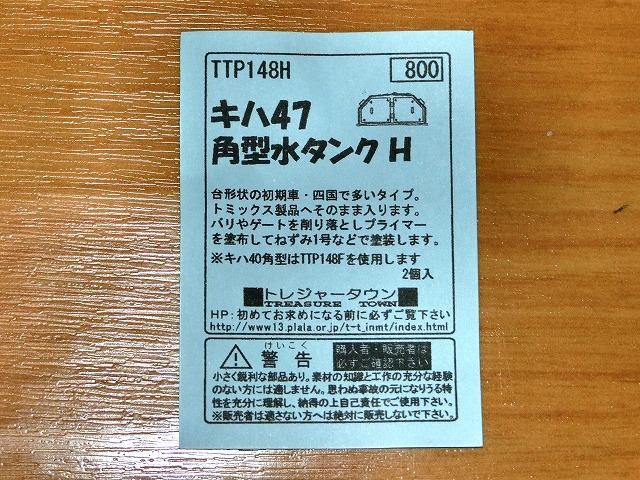 TTP148H
800
キハ47
角型水タンク H
台形状の初期車・四国で多いタイプ。
トミックス製品へそのまま入ります。
バリやゲートを削り落としプライマー
を塗布してねずみ1号などで塗装します。
※キハ40角型はTTP148Fを使用します
2個入
トレジャータウン
TREASURE TOWN
HP:初めてお求めになる前に必ずご覧下さい
http://www13.plala.or.jp/t-t_inmt/index.html
けいこく
警告
購入者・販売者は
必ずご確認下さい
小さく鋭利な部品あり。素材の知識と工作の充分な経験
のない方には適しません。思わぬ事故の元になりうる特
性を充分に理解し、納得の上自己責任でご使用下さい。
※販売者は適さない方へは絶対に販売しないで下さい。